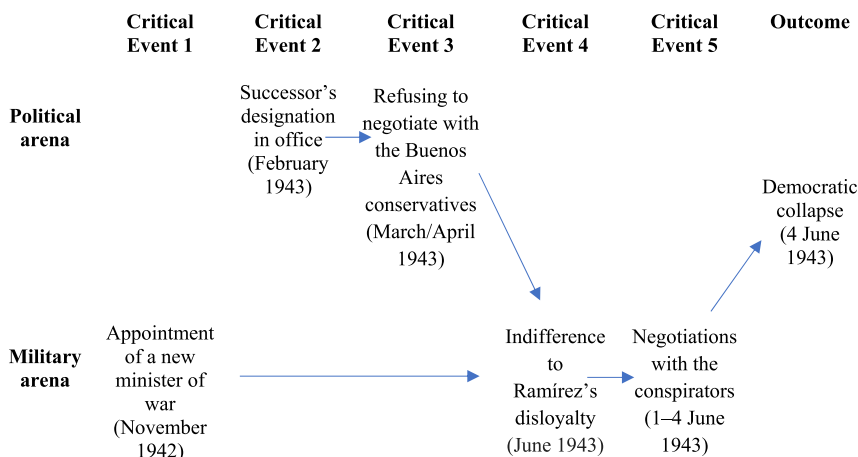 Critical
Event 1
Critical
Event 2
Critical
Event 3
Critical
Event 4
Critical
Event 5
Outcome
Political
arena
Successor’s
designation
in office
(February
1943)
Refusing to
negotiate with
the Buenos
Aires
conservatives
(March/April
1943)
Democratic
collapse
(4 June
1943)
Military
arena
Appointment
of a new
minister of
war
(November
1942)
Indifference
to
Ramírez’s
disloyalty
(June 1943)
Negotiations
with the
conspirators
(1–4 June
1943)